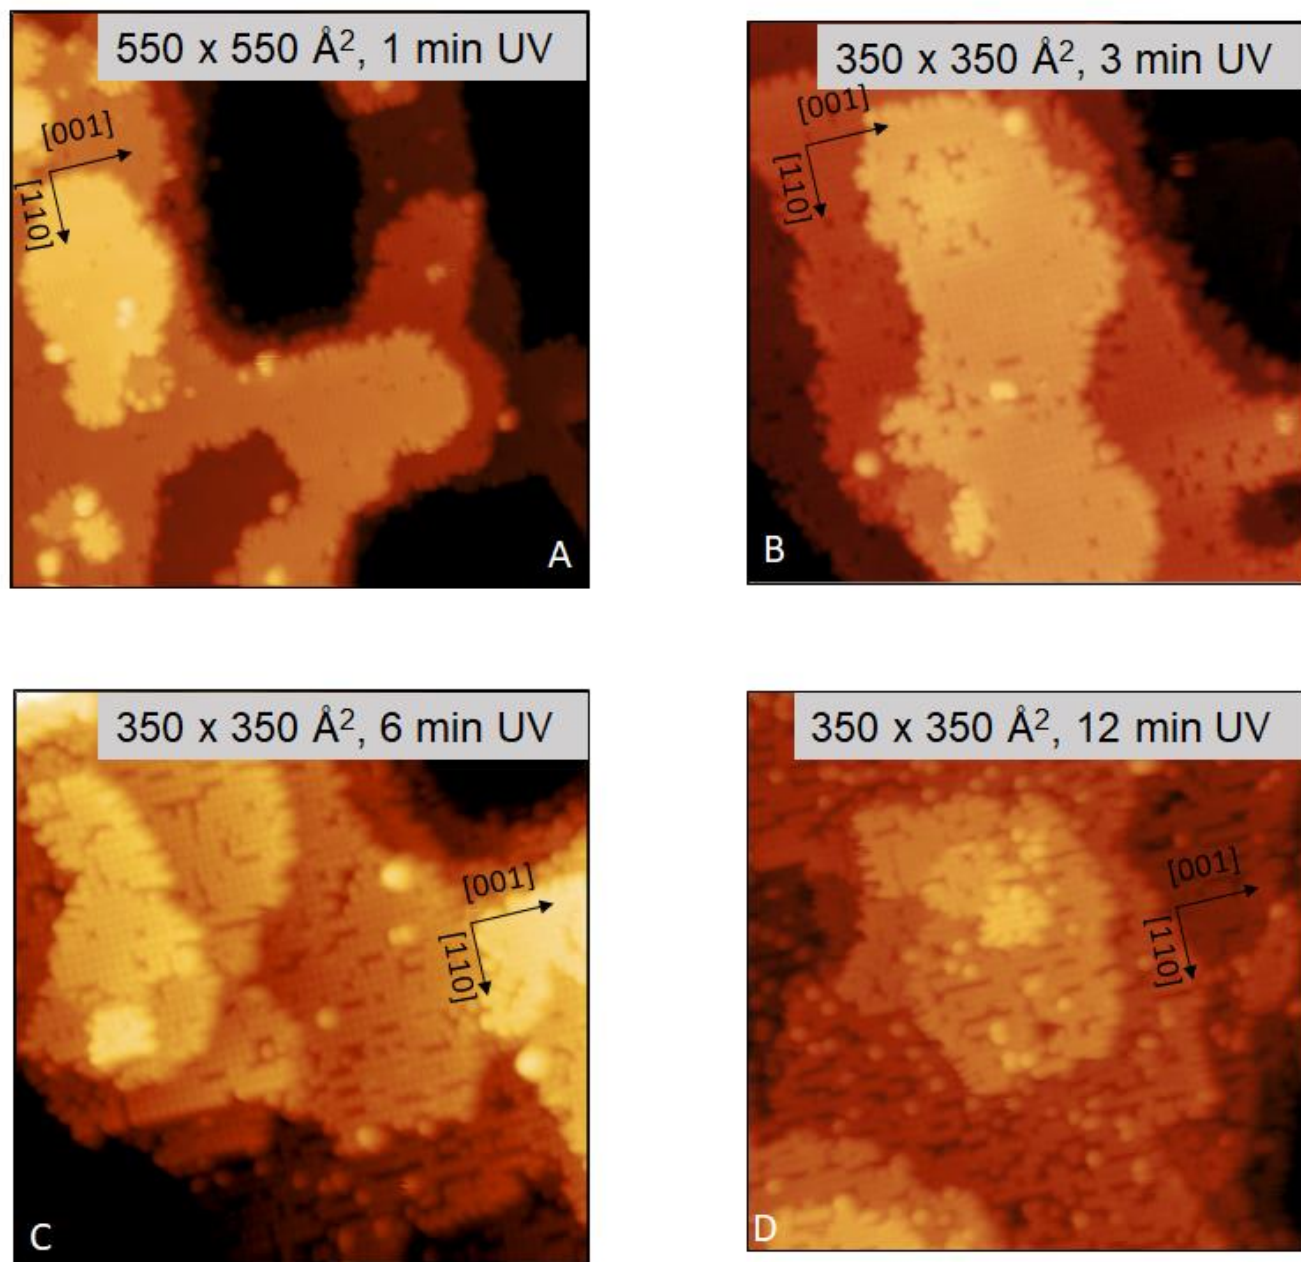 550 x 550 Å², 1 min UV
[001]
[110]
A
350 x 350 Å², 3 min UV
[001]
[110]
B
350 x 350 Å², 6 min UV
[001]
[110]
C
350 x 350 Å², 12 min UV
[001]
[110]
D